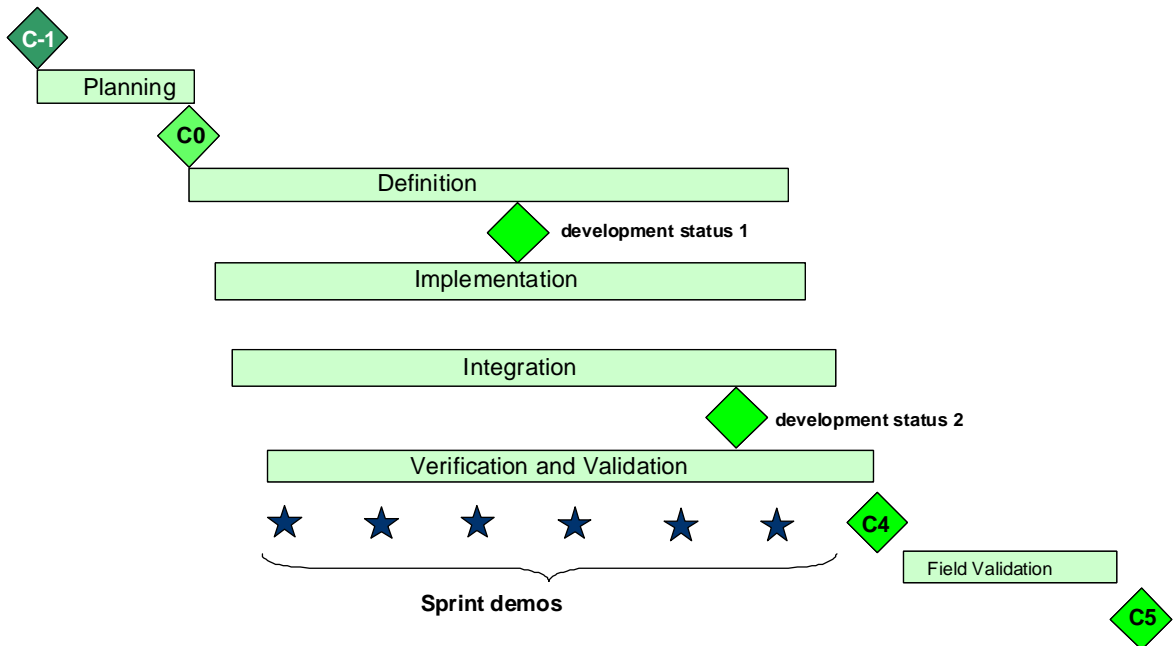 C-1
Planning
C0
Definition
development status 1
Implementation
Integration
development status 2
Verification and Validation
C4
Field Validation
Sprint demos
C5